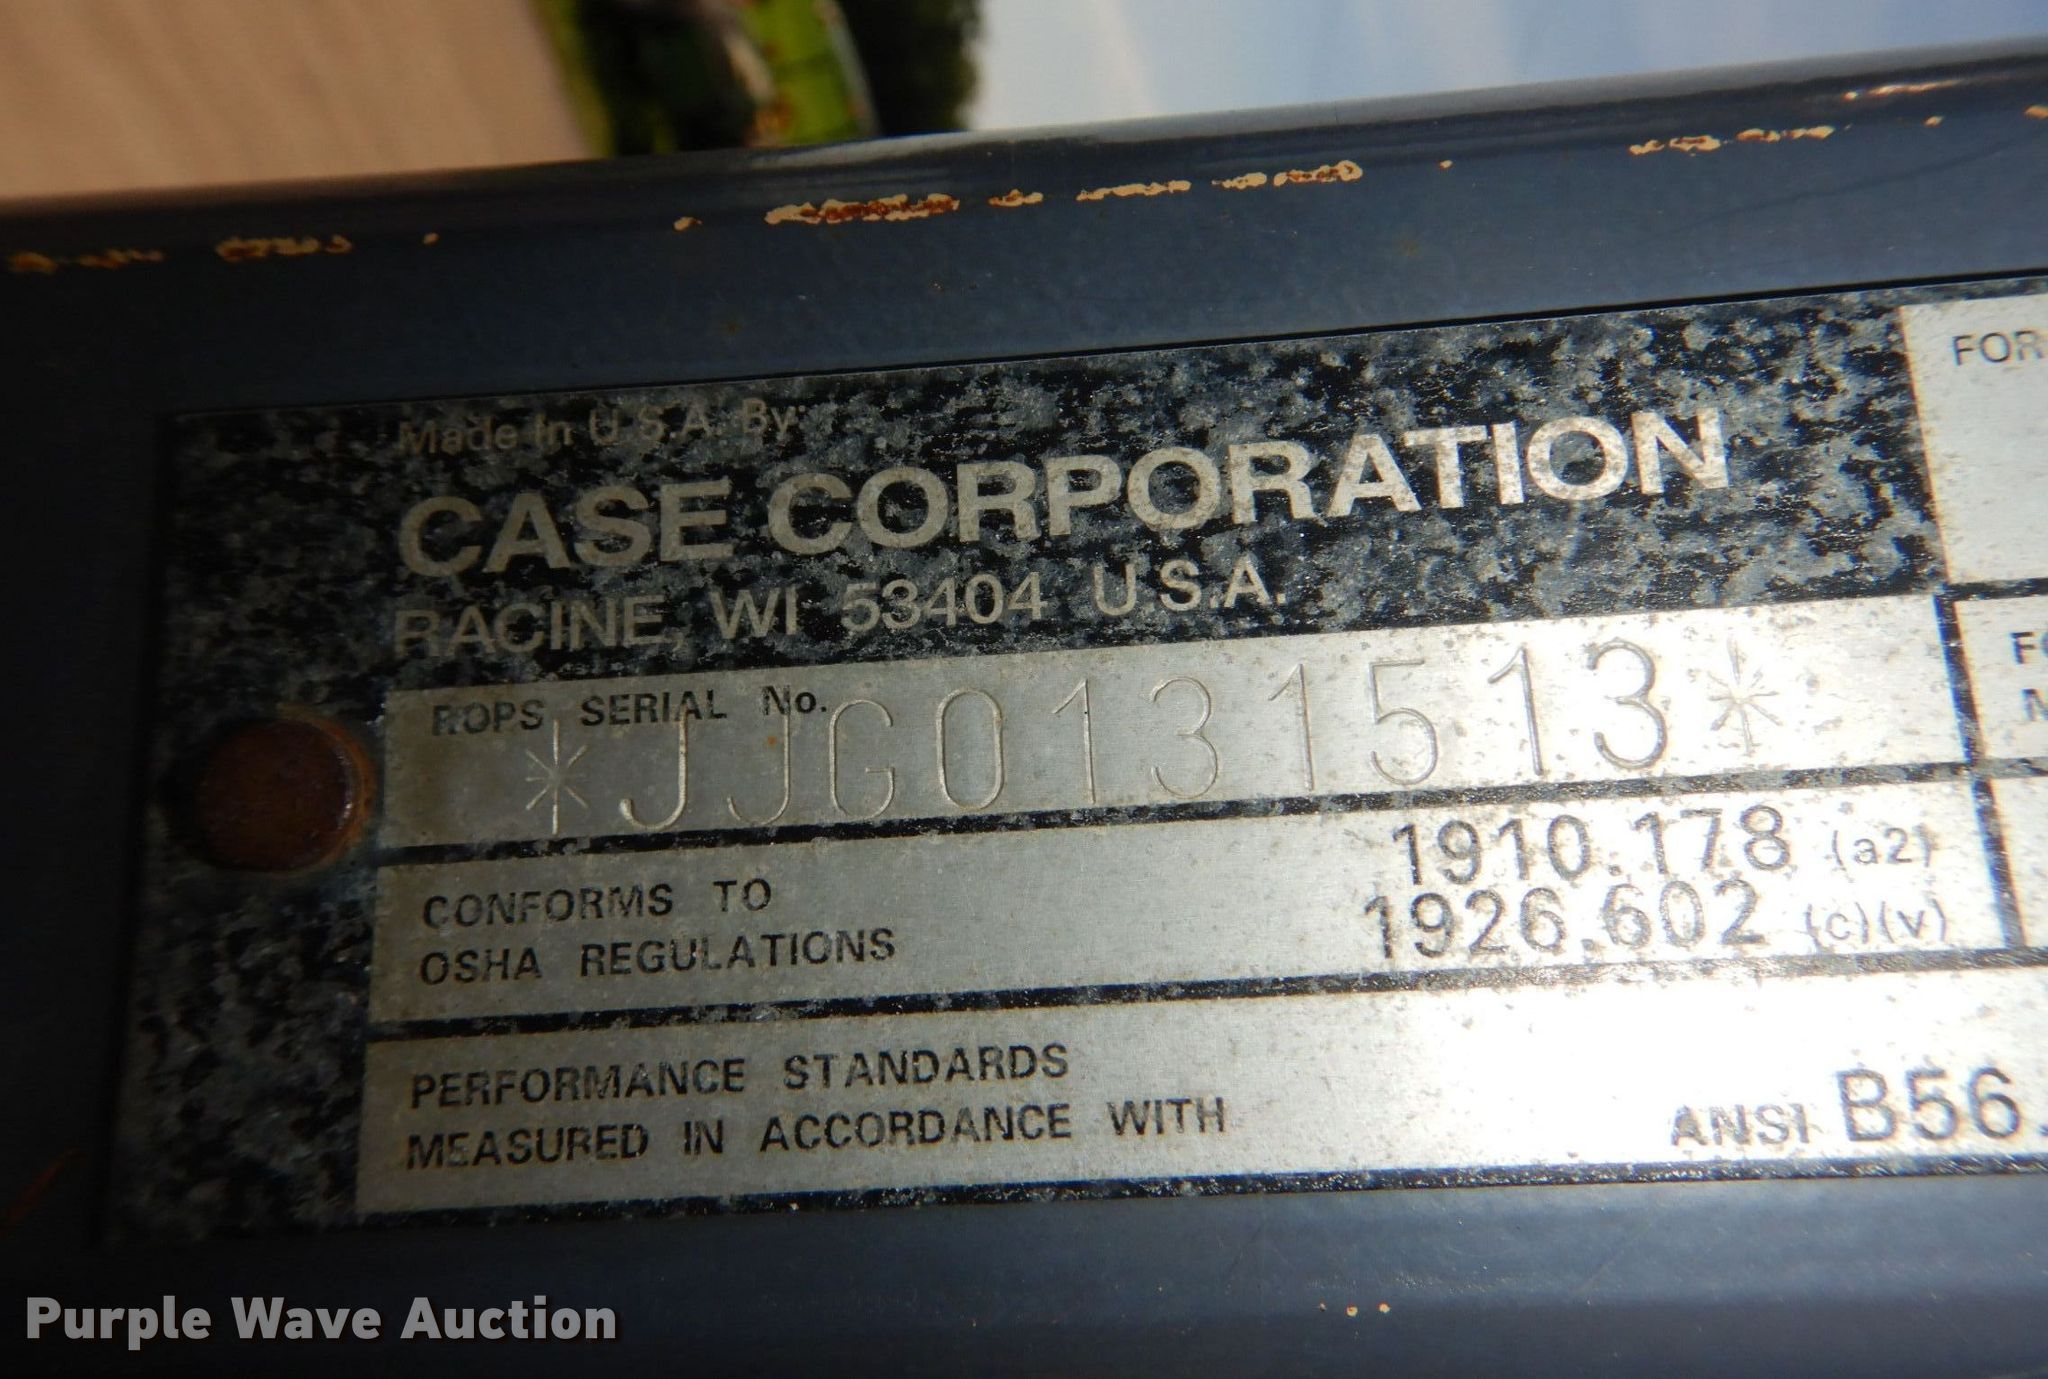 Made In U.S.A. By:
CASE CORPORATION
RACINE, WI 53404 U.S.A.
ROPS SERIAL No.
*JJG0131513*
CONFORMS TO
OSHA REGULATIONS
1910.178 (a2)
1926.602 (c)(v)
PERFORMANCE STANDARDS
MEASURED IN ACCORDANCE WITH
ANSI B56.
FOR
Purple Wave Auction